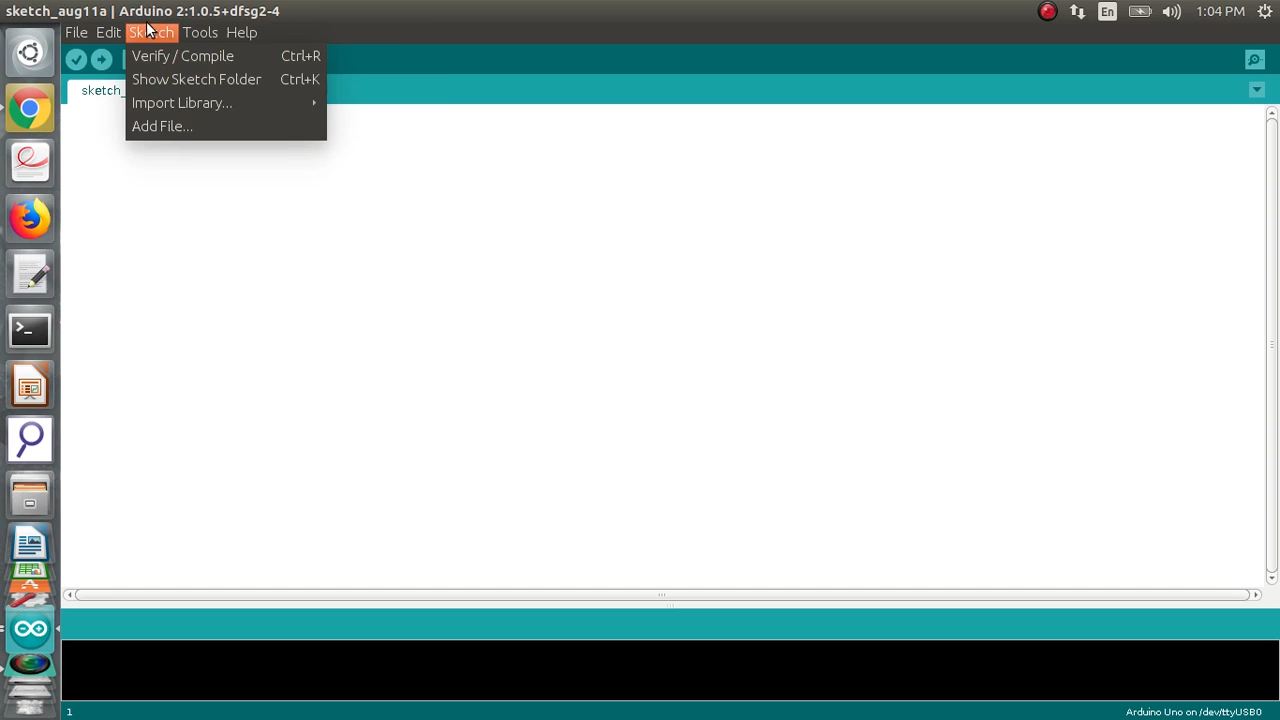 sketch_aug11a | Arduino 2:1.0.5+dfsg2-4
En
1:04 PM
File Edit Sketch Tools Help
Verify / Compile Ctrl+R
Show Sketch Folder Ctrl+K
Import Library...
Add File...
sketch_
1
Arduino Uno on /dev/ttyUSB0